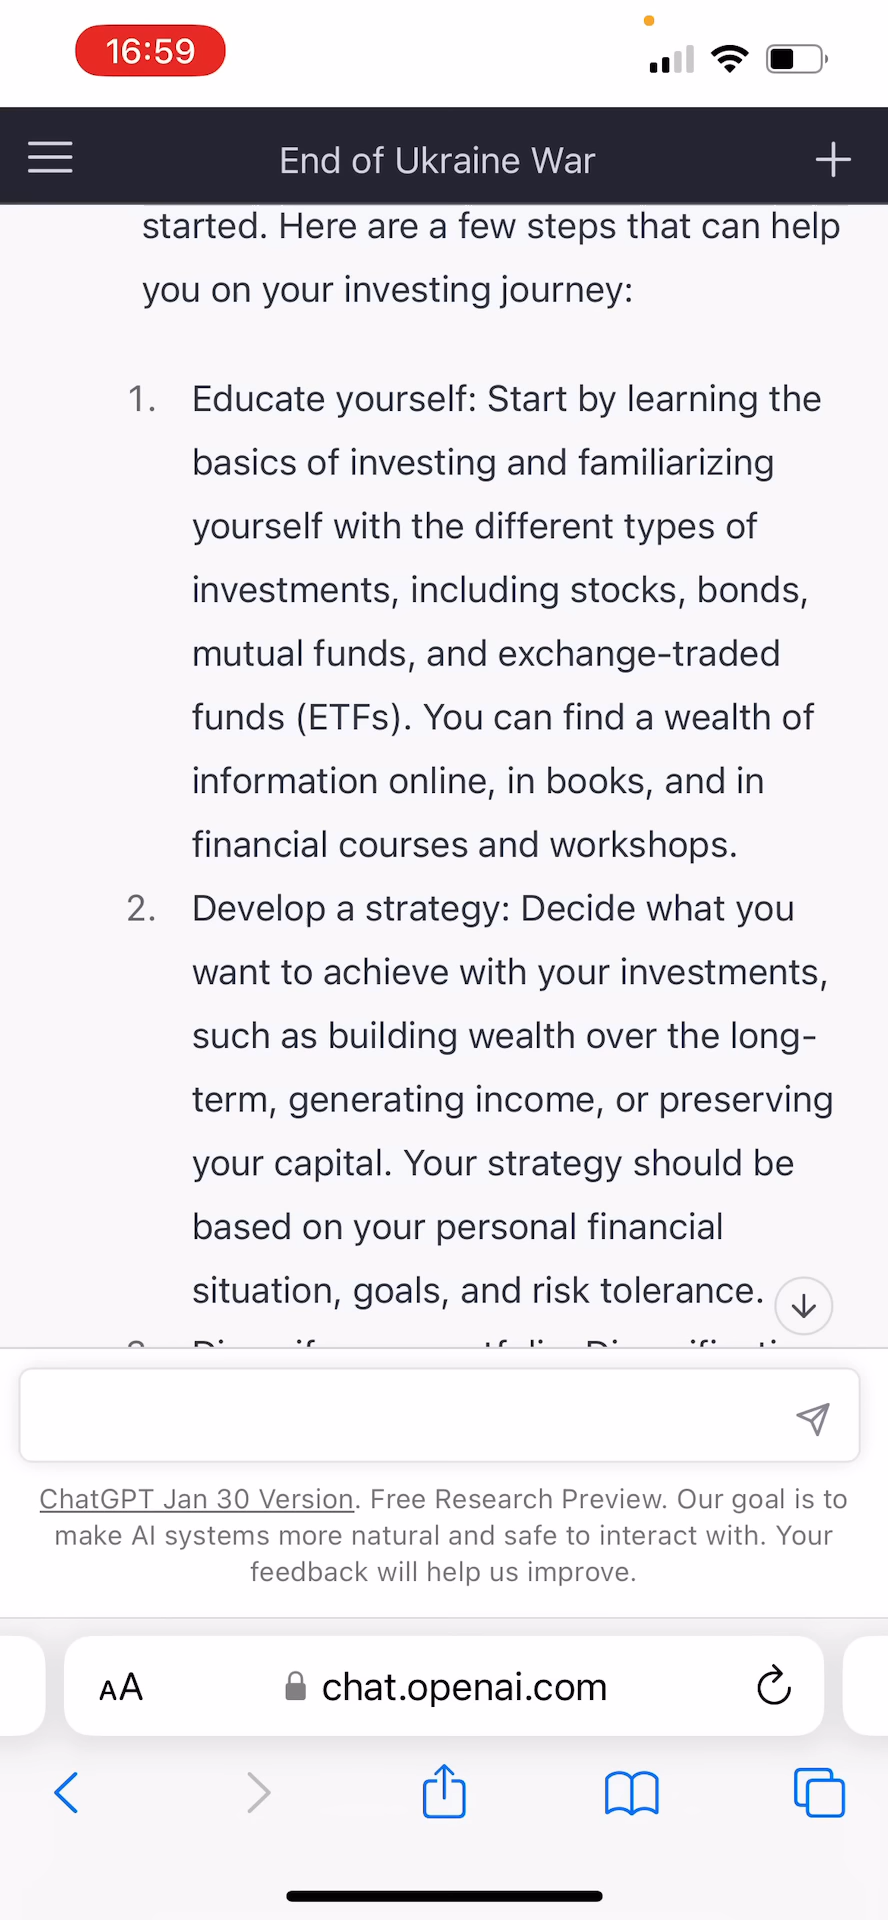 16:59
End of Ukraine War
started. Here are a few steps that can help
you on your investing journey:
1. Educate yourself: Start by learning the
basics of investing and familiarizing
yourself with the different types of
investments, including stocks, bonds,
mutual funds, and exchange-traded
funds (ETFs). You can find a wealth of
information online, in books, and in
financial courses and workshops.
2. Develop a strategy: Decide what you
want to achieve with your investments,
such as building wealth over the long-
term, generating income, or preserving
your capital. Your strategy should be
based on your personal financial
situation, goals, and risk tolerance.
ChatGPT Jan 30 Version. Free Research Preview. Our goal is to
make AI systems more natural and safe to interact with. Your
feedback will help us improve.
AA chat.openai.com